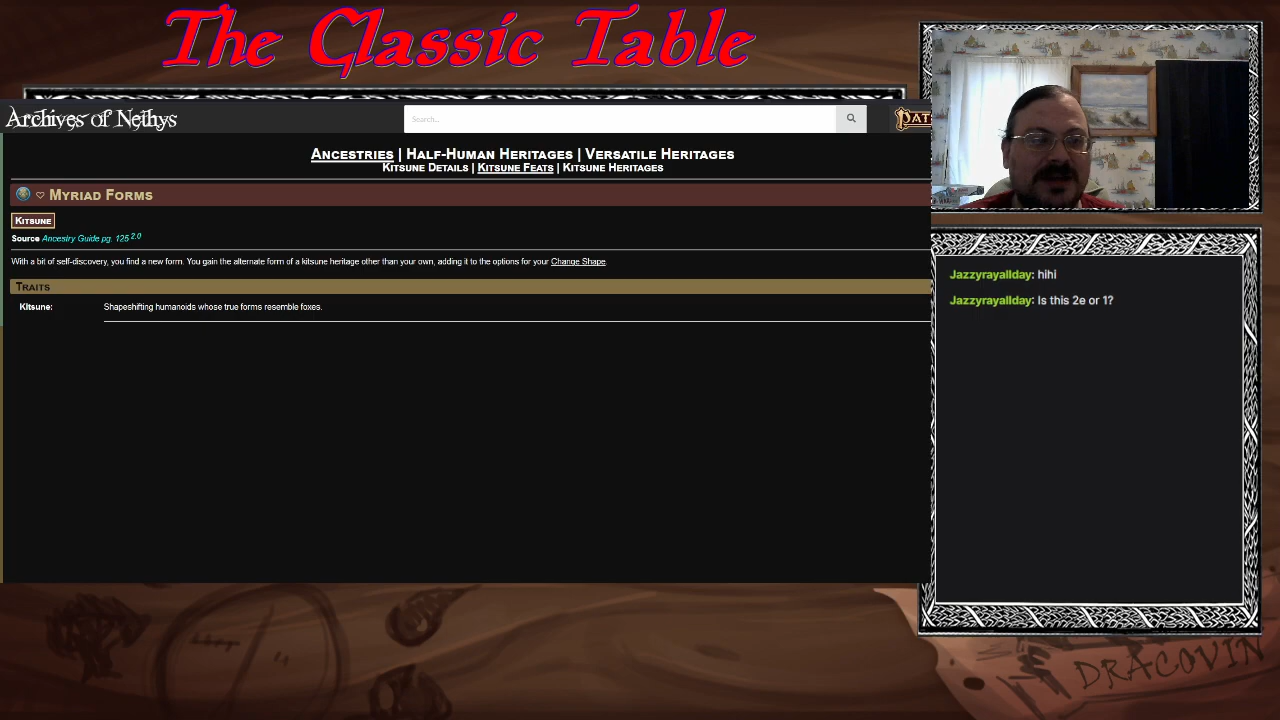 The Classic Table
Archives of Nethys
Search...
ANCESTRIES | HALF-HUMAN HERITAGES | VERSATILE HERITAGES
KITSUNE DETAILS | KITSUNE FEATS | KITSUNE HERITAGES
MYRIAD FORMS
KITSUNE
Source Ancestry Guide pg. 125 2.0
With a bit of self-discovery, you find a new form. You gain the alternate form of a kitsune heritage other than your own, adding it to the options for your Change Shape.
TRAITS
Kitsune: Shapeshifting humanoids whose true forms resemble foxes.
Jazzyrayallday: hihi
Jazzyrayallday: Is this 2e or 1?
DRACOVIN